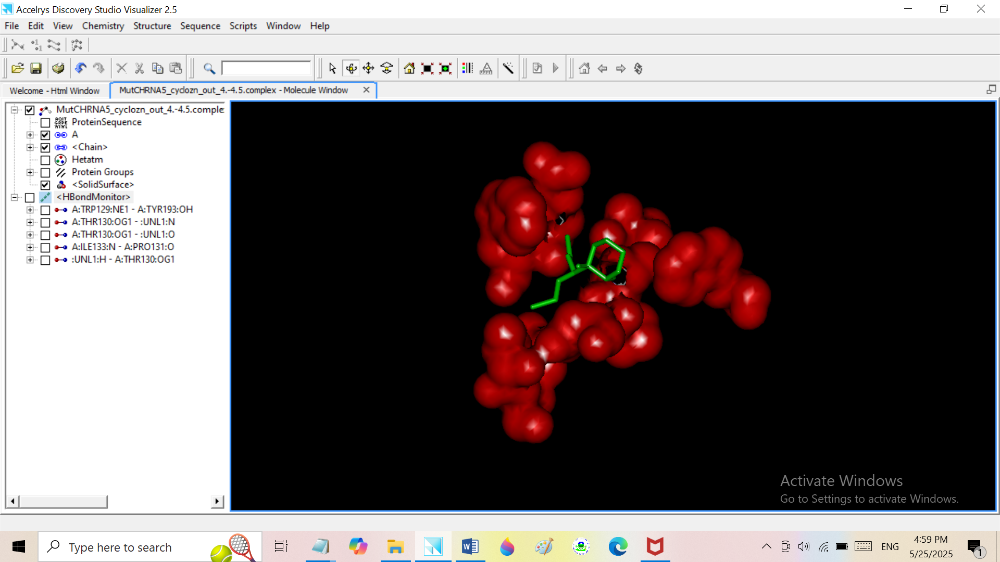 Accelrys Discovery Studio Visualizer 2.5
File Edit View Chemistry Structure Sequence Scripts Window Help
Welcome - Html Window
MutCHRNA5_cyclozn_out_4.-4.5.complex - Molecule Window
MutCHRNA5_cyclozn_out_4.-4.5.comple
ProteinSequence
A
<Chain>
Hetatm
Protein Groups
<SolidSurface>
<HBondMonitor>
A:TRP129:NE1 - A:TYR193:OH
A:THR130:OG1 - :UNL1:N
A:THR130:OG1 - :UNL1:O
A:ILE133:N - A:PRO131:O
:UNL1:H - A:THR130:OG1
Activate Windows
Go to Settings to activate Windows.
Type here to search
ENG
4:59 PM
5/25/2025
1